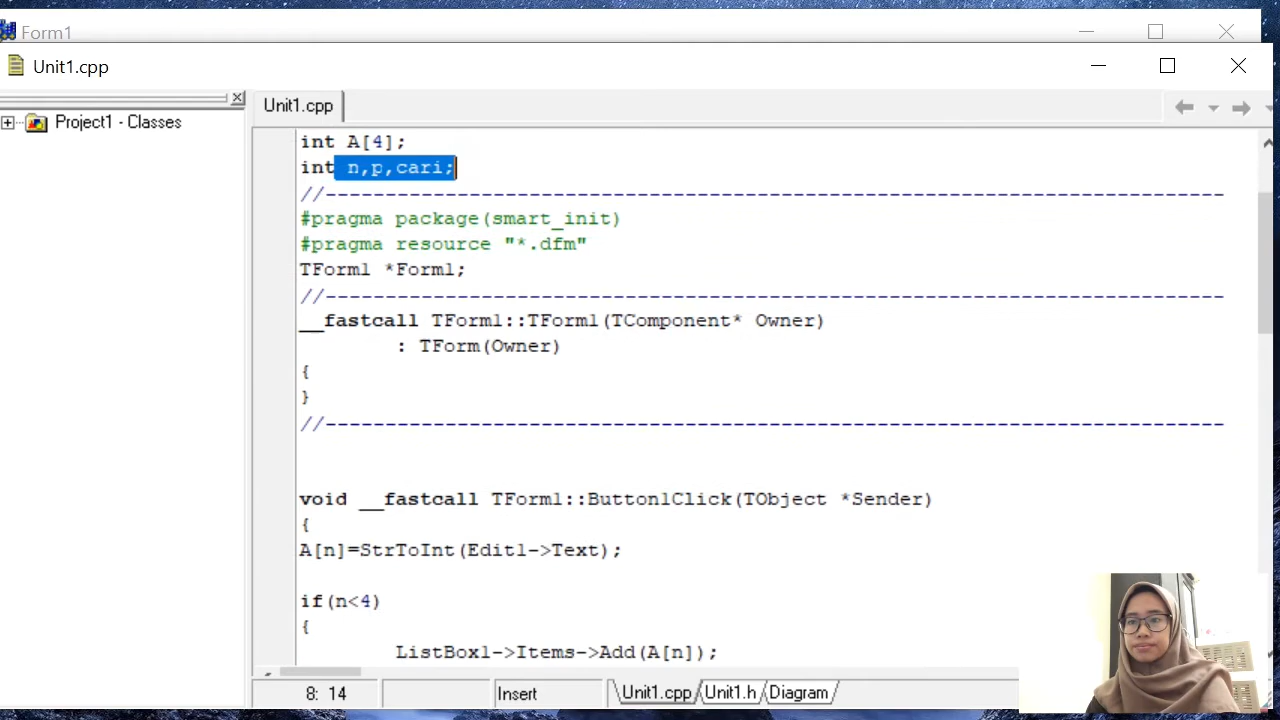 Form1
Unit1.cpp
Project1 - Classes
Unit1.cpp
int A[4];
int n,p,cari;
//---------------------------------------------------------------------------
#pragma package(smart_init)
#pragma resource "*.dfm"
TForm1 *Form1;
//---------------------------------------------------------------------------
__fastcall TForm1::TForm1(TComponent* Owner)
: TForm(Owner)
{
}
//---------------------------------------------------------------------------
void __fastcall TForm1::Button1Click(TObject *Sender)
{
A[n]=StrToInt(Edit1->Text);
if(n<4)
{
ListBox1->Items->Add(A[n]);
8: 14
Insert
Unit1.cpp Unit1.h Diagram